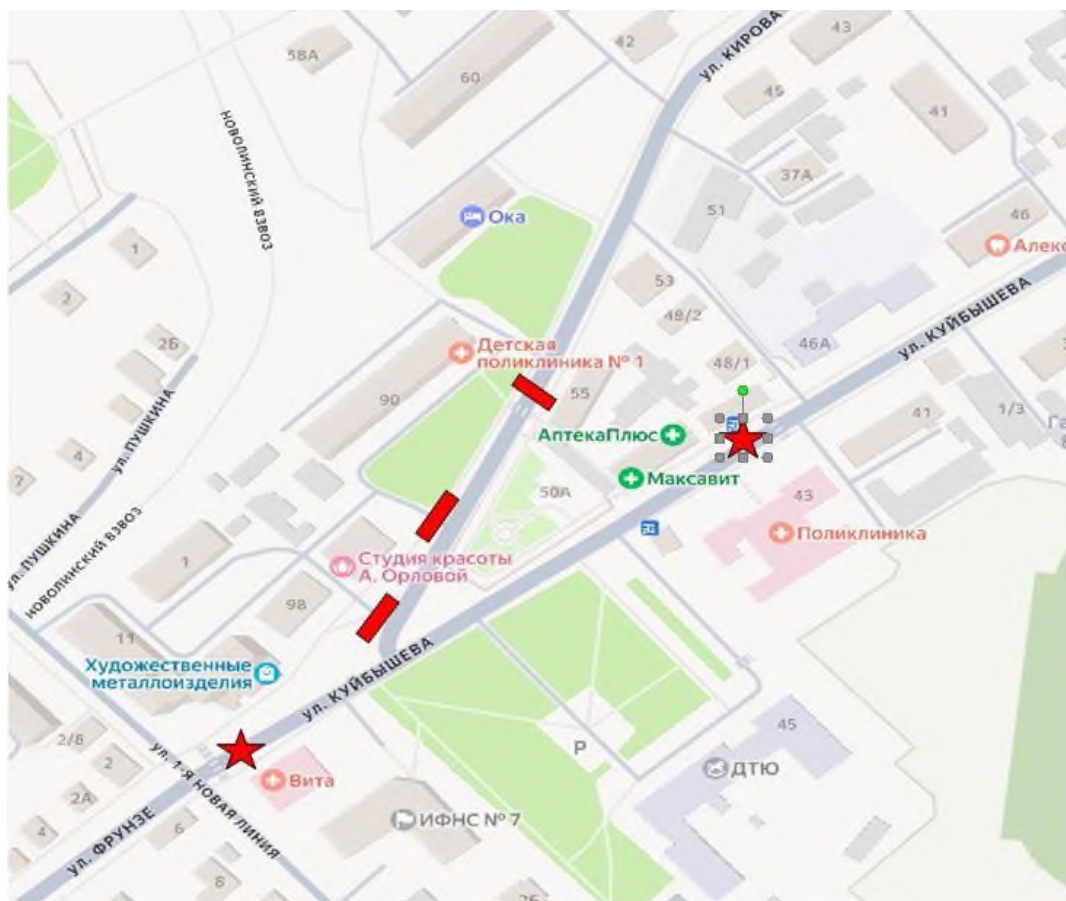 42
43
58А
60
ул. КИРОВА
45
41
НОВОЛИНСКИЙ ВЗВОЗ
37А
51
46
Ока
Алекс
1
53
2
48/2
ул. КУЙБЫШЕВА
2Б
Детская
поликлиника № 1
46А
48/1
90
55
41
1/3
ул. ПУШКИНА
АптекаПлюс
4
7
Максавит
50А
43
ул. ПУШКИНА
НОВОЛИНСКИЙ ВЗВОЗ
1
Студия красоты
А. Орловой
Поликлиника
98
11
Художественные
металлоизделия
ул. КУЙБЫШЕВА
2/8
2
45
Р
ДТЮ
2А
Вита
ул. 1-Я НОВАЯ ЛИНИЯ
4
6
ИФНС № 7
ул. ФРУНЗЕ
8